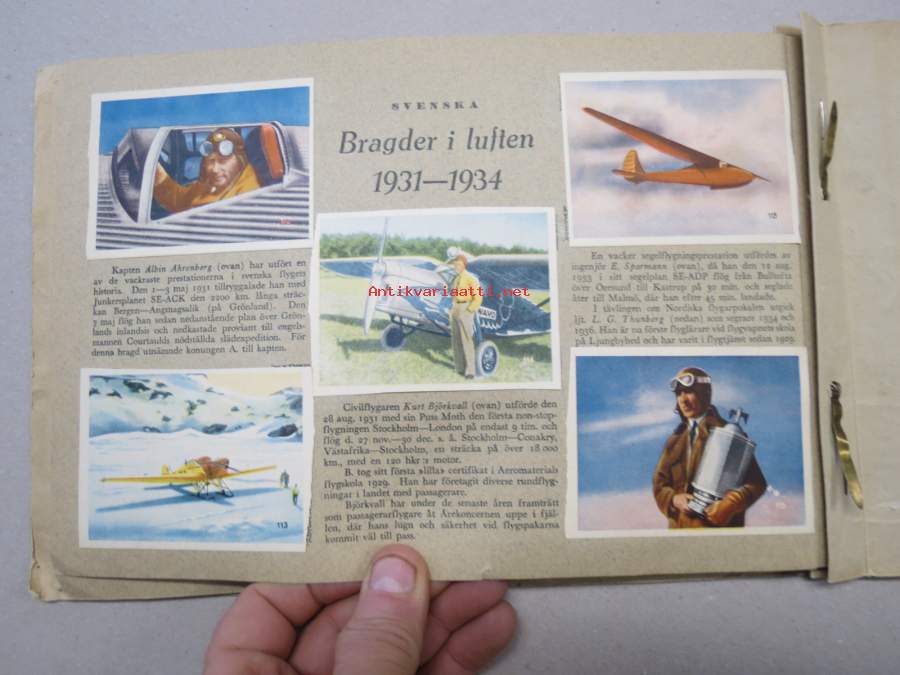 SVENSKA
Bragder i luften
1931—1934
Kapten Albin Ahrenberg (ovan) har utfört en
av de vackraste prestationerna i svenska flygets
historia. Den 1—3 maj 1931 tillryggalade han med
Junkersplanet SE-ACK den 2200 km. långa sträc-
kan Bergen—Angmagsalik (på Grönland). Den
7 maj flög han sedan nedanstående plan över Grön-
lands inlandsis och nedkastade proviant till engels-
mannen Courtaulds nödställda slädexpedition. För
denna bragd utnämnde konungen A. till kapten.
113
Antikvariaatti.net
NAVO
Civilflygaren Kurt Björkvall (ovan) utförde den
28 aug. 1931 med sin Puss Moth den första non-stop-
flygningen Stockholm—London på endast 9 tim. och
flög d. 27 nov.—30 dec. s. å. Stockholm—Conakry,
Västafrika—Stockholm, en sträcka på över 18 000
km., med en 120 hkr:s motor.
B. tog sitt första slilfas certifikat i Aeromaterials
flygskola 1929. Han har företagit diverse rundflyg-
ningar i landet med passagerare.
Björkvall har under de senaste åren framträtt
som passagerarflygare åt Årekoncernen uppe i fjäl-
len, där hans lugn och säkerhet vid flygspakarna
kommit väl till pass.
115
En vacker segelflygningsprestation utfördes av
ingenjör E. Sparmann (ovan), då han den 12 aug.
1933 i sitt segelplan SE-ADP flög från Bulltofta
över Öresund till Kastrup på 30 min. och seglade
åter till Malmö, där han efter 45 min. landade.
I tävlingen om Nordiska flygarpokalen utgick
ljt. L. G. Thunberg (sedan) som segrare 1934 och
1936. Han är nu förste flyglärare vid flygvapnets skola
på Ljungbyhed och har varit i flygtjänst sedan 1929.